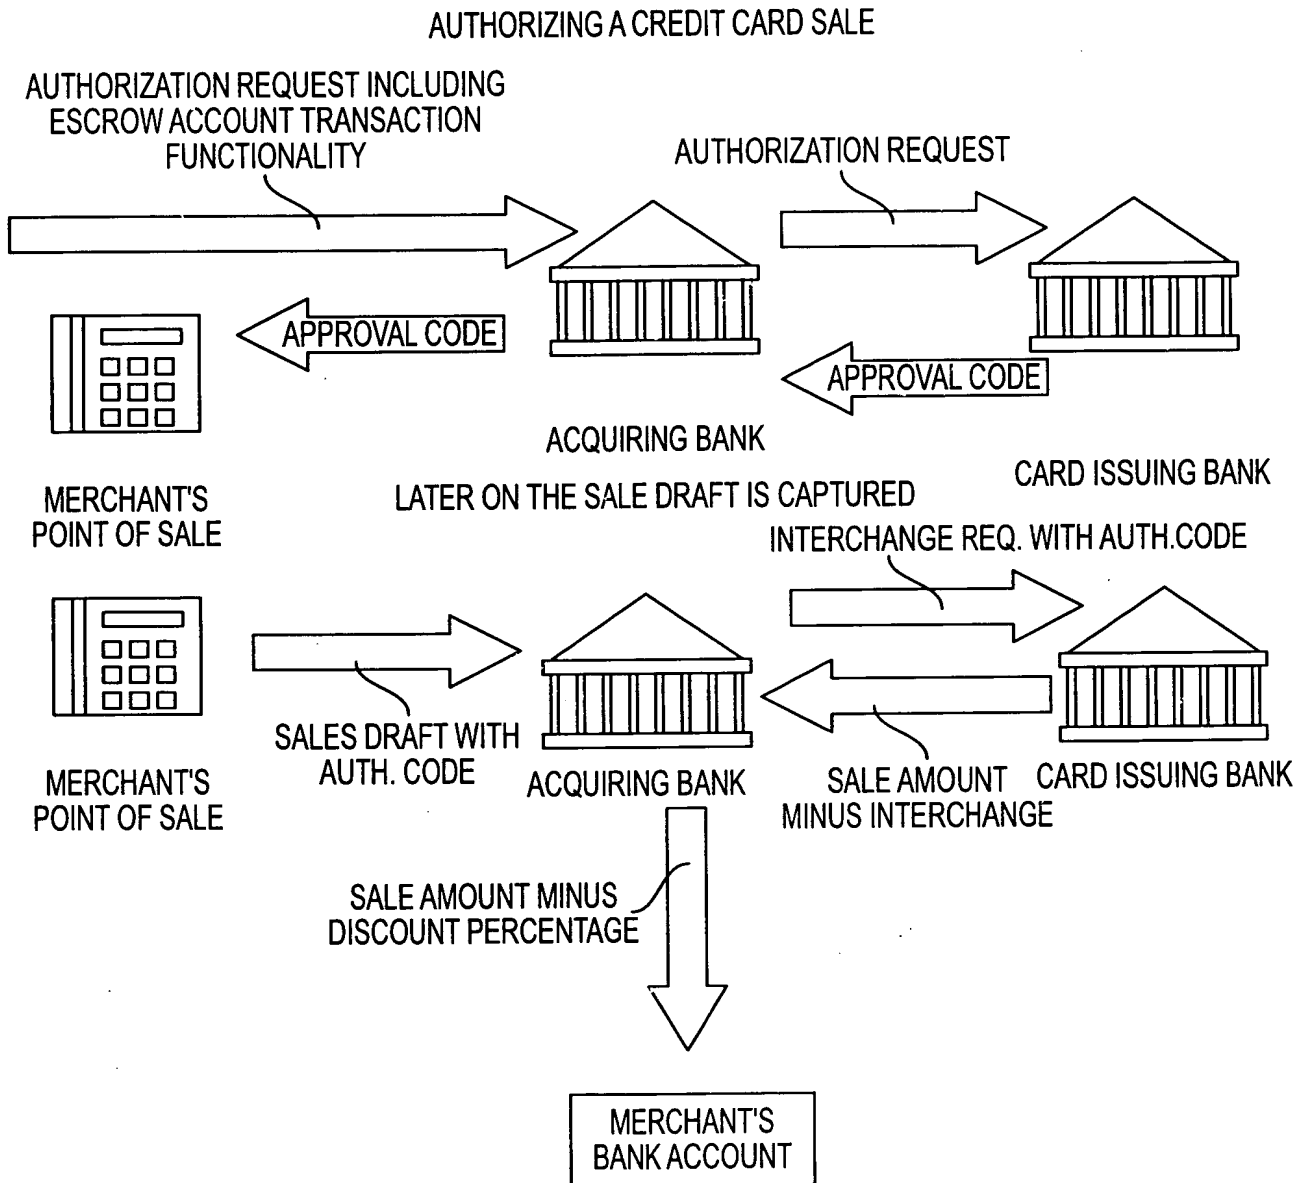 AUTHORIZING A CREDIT CARD SALE
AUTHORIZATION REQUEST INCLUDING
ESCROW ACCOUNT TRANSACTION
FUNCTIONALITY
AUTHORIZATION REQUEST
APPROVAL CODE
APPROVAL CODE
ACQUIRING BANK
CARD ISSUING BANK
MERCHANT'S
POINT OF SALE
LATER ON THE SALE DRAFT IS CAPTURED
INTERCHANGE REQ. WITH AUTH.CODE
SALES DRAFT WITH
AUTH. CODE
MERCHANT'S
POINT OF SALE
ACQUIRING BANK
SALE AMOUNT
MINUS INTERCHANGE
CARD ISSUING BANK
SALE AMOUNT MINUS
DISCOUNT PERCENTAGE
MERCHANT'S
BANK ACCOUNT